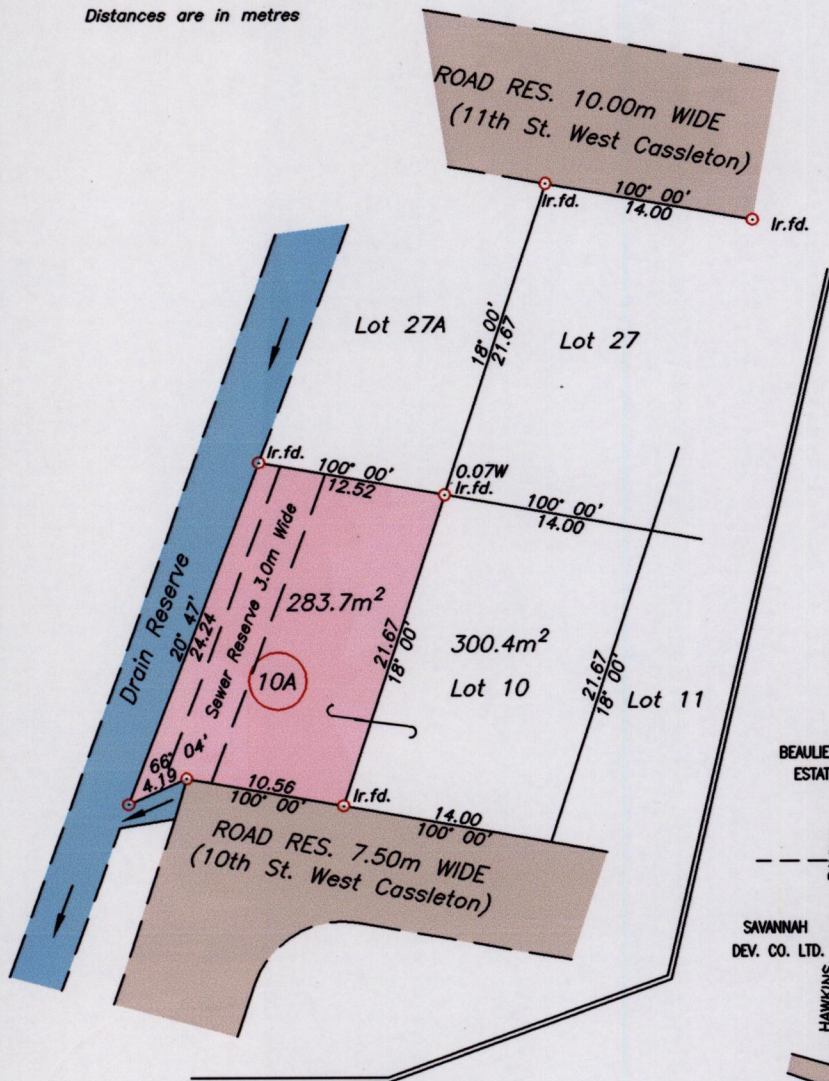 Distances are in metres
ROAD RES. 10.00m WIDE
(11th St. West Cassleton)
100° 00'
14.00
Ir.fd.
Ir.fd.
Lot 27A
18° 00'
21.67
Lot 27
Ir.fd.
100° 00'
12.52
0.07W
Ir.fd.
100° 00'
14.00
Drain Reserve
20° 47'
24.24
Sewer Reserve 3.0m Wide
283.7m²
10A
21.67
18° 00'
300.4m²
Lot 10
21.67
18° 00'
Lot 11
66° 04'
4.19
10.56
100° 00'
Ir.fd.
14.00
100° 00'
ROAD RES. 7.50m WIDE
(10th St. West Cassleton)
BEAULIE
ESTAT
SAVANNAH
DEV. CO. LTD.
HAWKINS